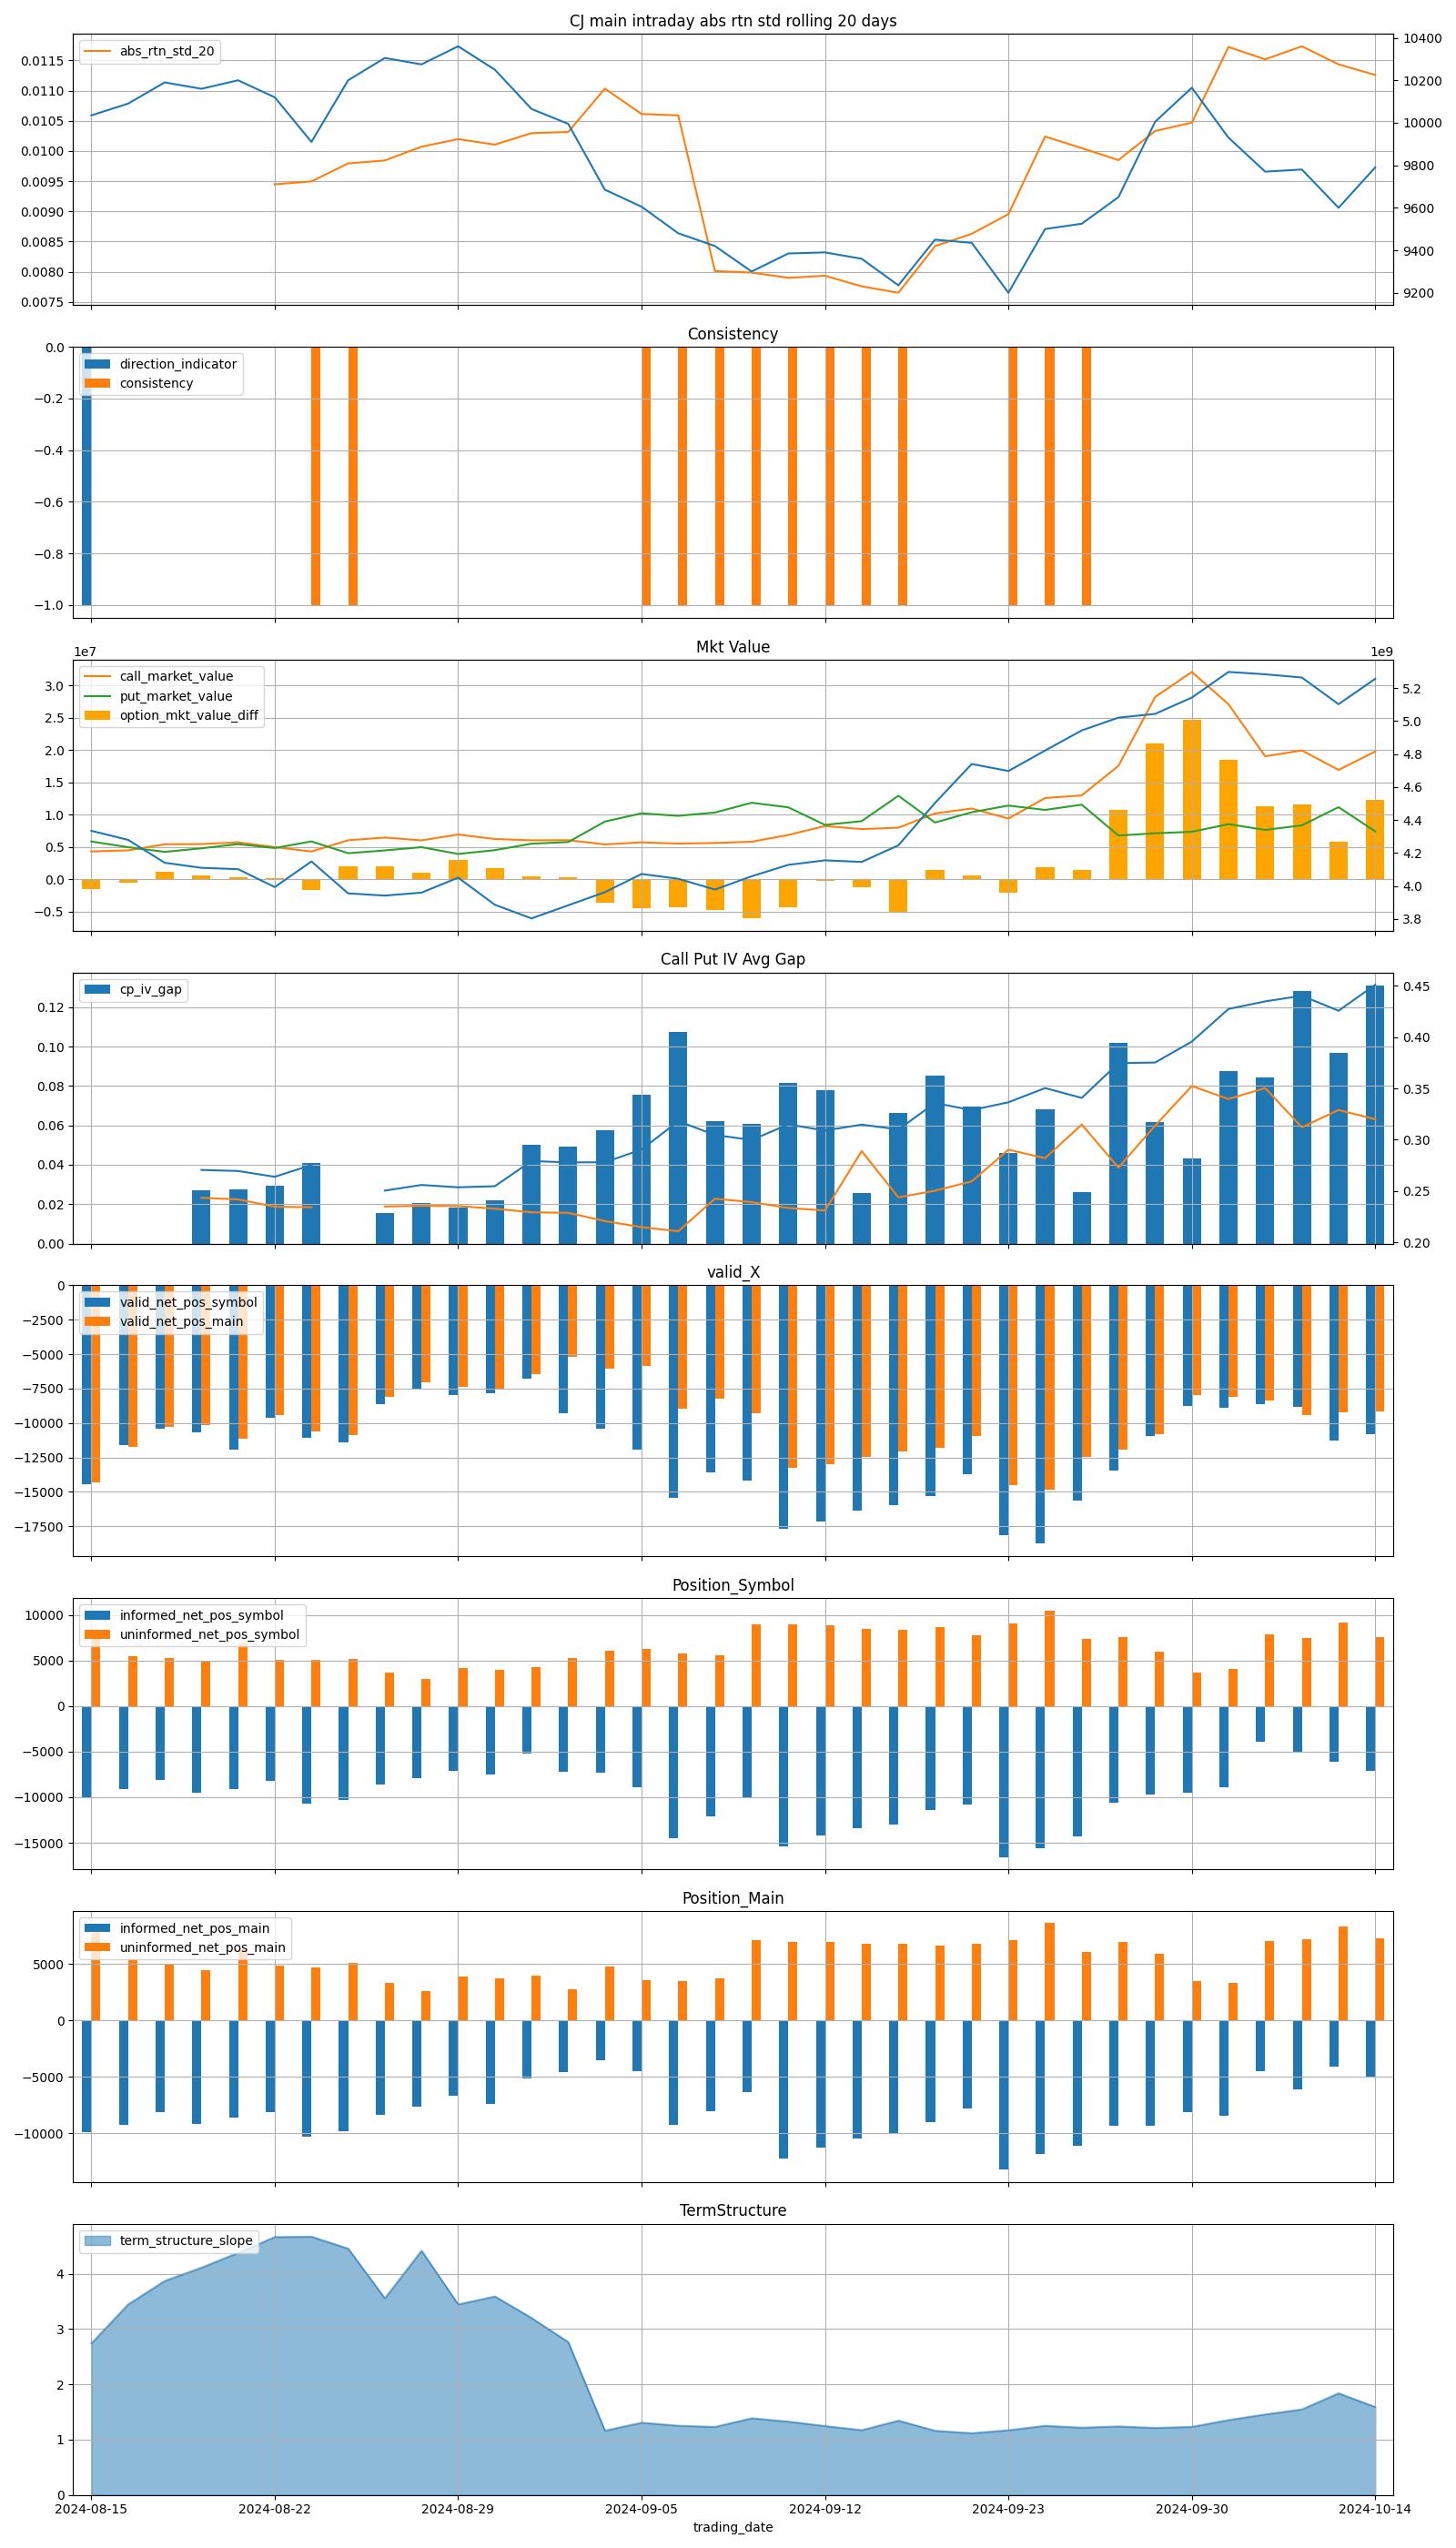 CJ main intraday abs rtn std rolling 20 days
abs_rtn_std_20
0.0115
0.0110
0.0105
0.0100
0.0095
0.0090
0.0085
0.0080
0.0075
10400
10200
10000
9800
9600
9400
9200
Consistency
direction_indicator
consistency
0.0
−0.2
−0.4
−0.6
−0.8
−1.0
Mkt Value
1e7
1e9
call_market_value
put_market_value
option_mkt_value_diff
3.0
2.5
2.0
1.5
1.0
0.5
0.0
−0.5
5.2
5.0
4.8
4.6
4.4
4.2
4.0
3.8
Call Put IV Avg Gap
cp_iv_gap
0.12
0.10
0.08
0.06
0.04
0.02
0.00
0.45
0.40
0.35
0.30
0.25
0.20
valid_X
valid_net_pos_symbol
valid_net_pos_main
0
−2500
−5000
−7500
−10000
−12500
−15000
−17500
Position_Symbol
informed_net_pos_symbol
uninformed_net_pos_symbol
10000
5000
0
−5000
−10000
−15000
Position_Main
informed_net_pos_main
uninformed_net_pos_main
5000
0
−5000
−10000
TermStructure
term_structure_slope
4
3
2
1
0
2024-08-15 2024-08-22 2024-08-29 2024-09-05 2024-09-12 2024-09-23 2024-09-30 2024-10-14
trading_date